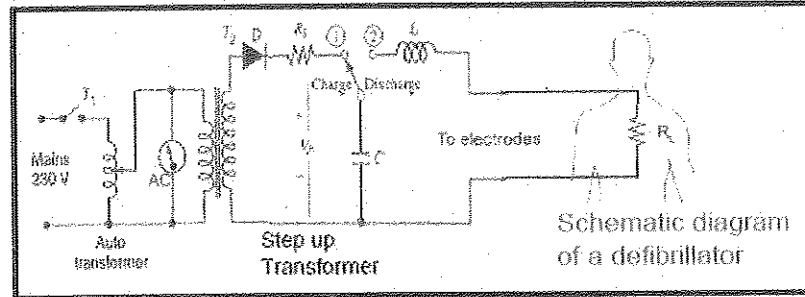 T₂ D Rₛ 1 2 L
T₁
Charge Discharge
To electrodes
R
Mains
230 V
AC
C
Auto
transformer
Step up
Transformer
Schematic diagram
of a defibrillator